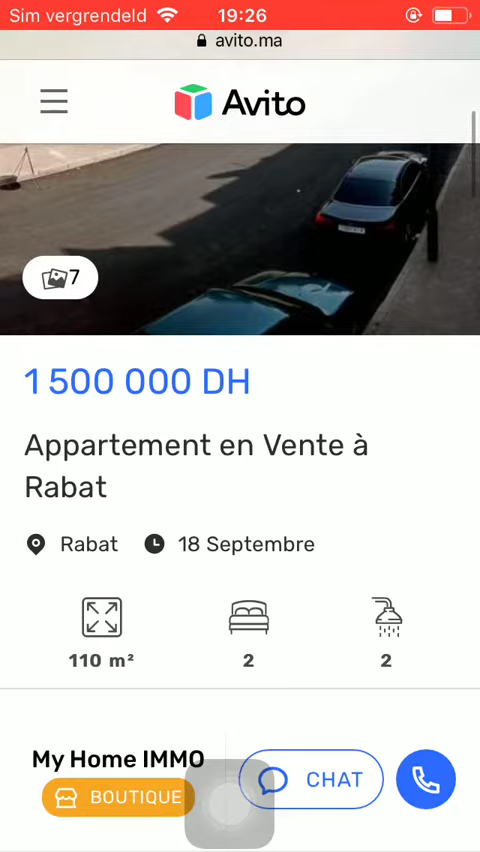 Sim vergrendeld 19:26
avito.ma
Avito
7
1 500 000 DH
Appartement en Vente à
Rabat
Rabat 18 Septembre
110 m² 2 2
My Home IMMO
BOUTIQUE
CHAT